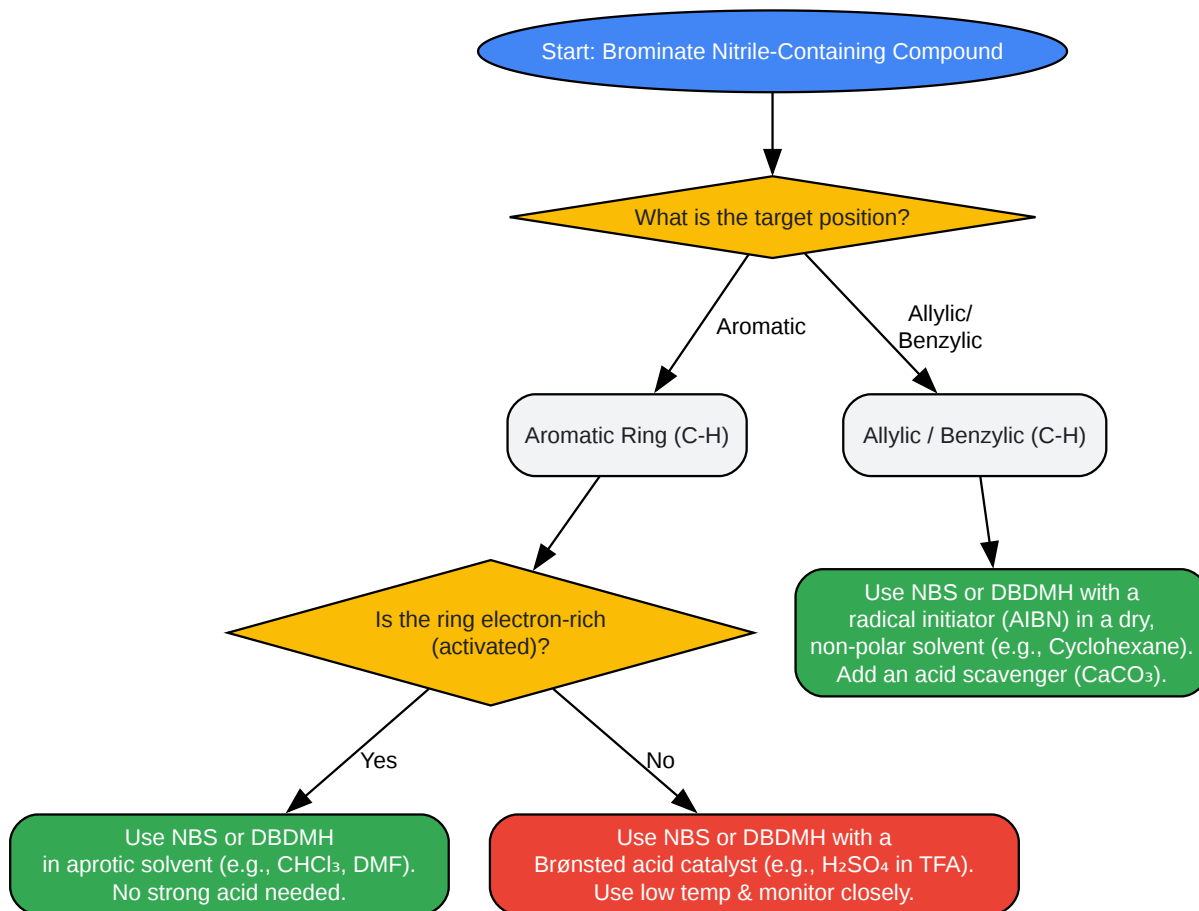 Start: Brominate Nitrile-Containing Compound
What is the target position?
Aromatic
Allylic/
Benzylic
Aromatic Ring (C-H)
Allylic / Benzylic (C-H)
Is the ring electron-rich
(activated)?
Use NBS or DBDMH with a
radical initiator (AIBN) in a dry,
non-polar solvent (e.g., Cyclohexane).
Add an acid scavenger (CaCO₃).
Yes
No
Use NBS or DBDMH
in aprotic solvent (e.g., CHCl₃, DMF).
No strong acid needed.
Use NBS or DBDMH with a
Brønsted acid catalyst (e.g., H₂SO₄ in TFA).
Use low temp & monitor closely.